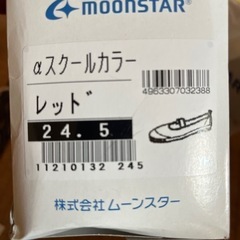 MOONSTAR®
αスクールカラー
レッド
4963307032388
24.5
11210132 245
株式会社ムーンスター